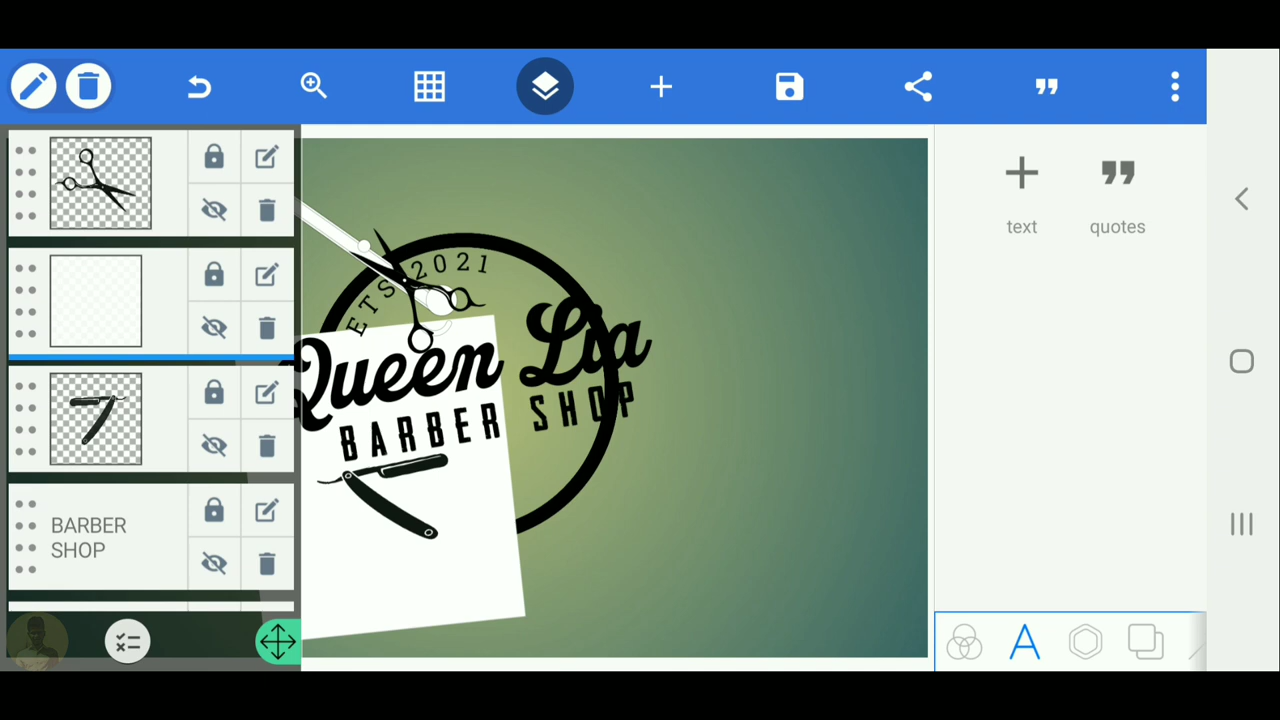 ETS 2021
Queen Lia
BARBER SHOP
BARBER
SHOP
text
quotes